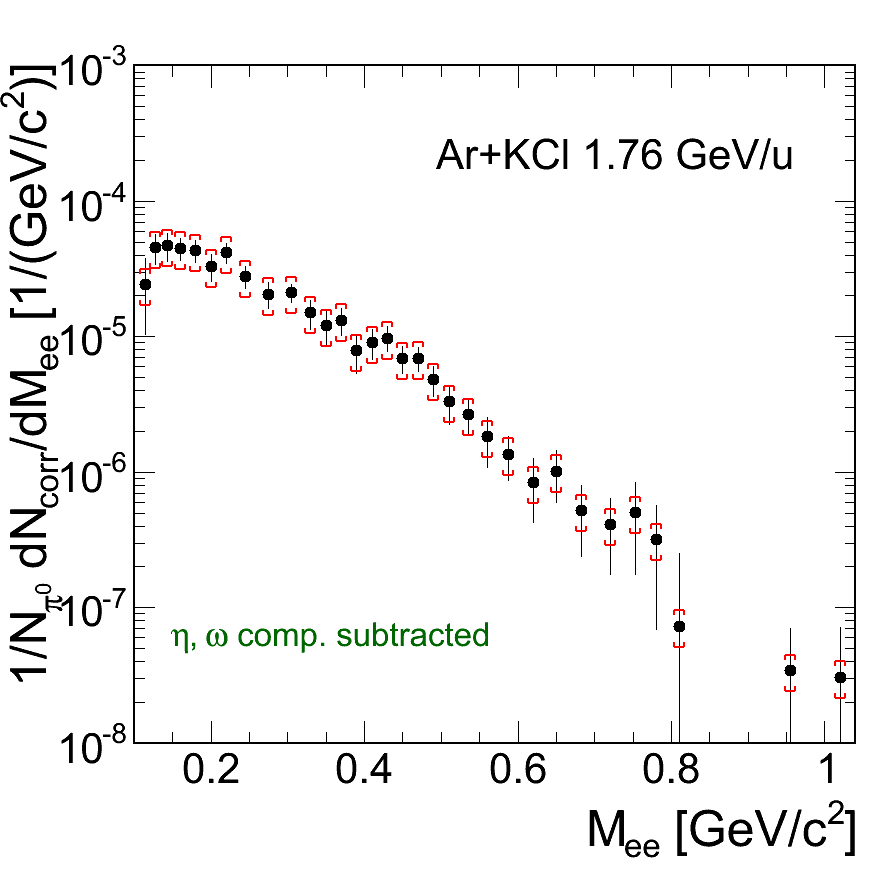 1/N_π⁰ dN_corr/dM_ee [1/(GeV/c²)]
10⁻³
10⁻⁴
10⁻⁵
10⁻⁶
10⁻⁷
10⁻⁸
Ar+KCl 1.76 GeV/u
η, ω comp. subtracted
0.2 0.4 0.6 0.8 1
M_ee [GeV/c²]